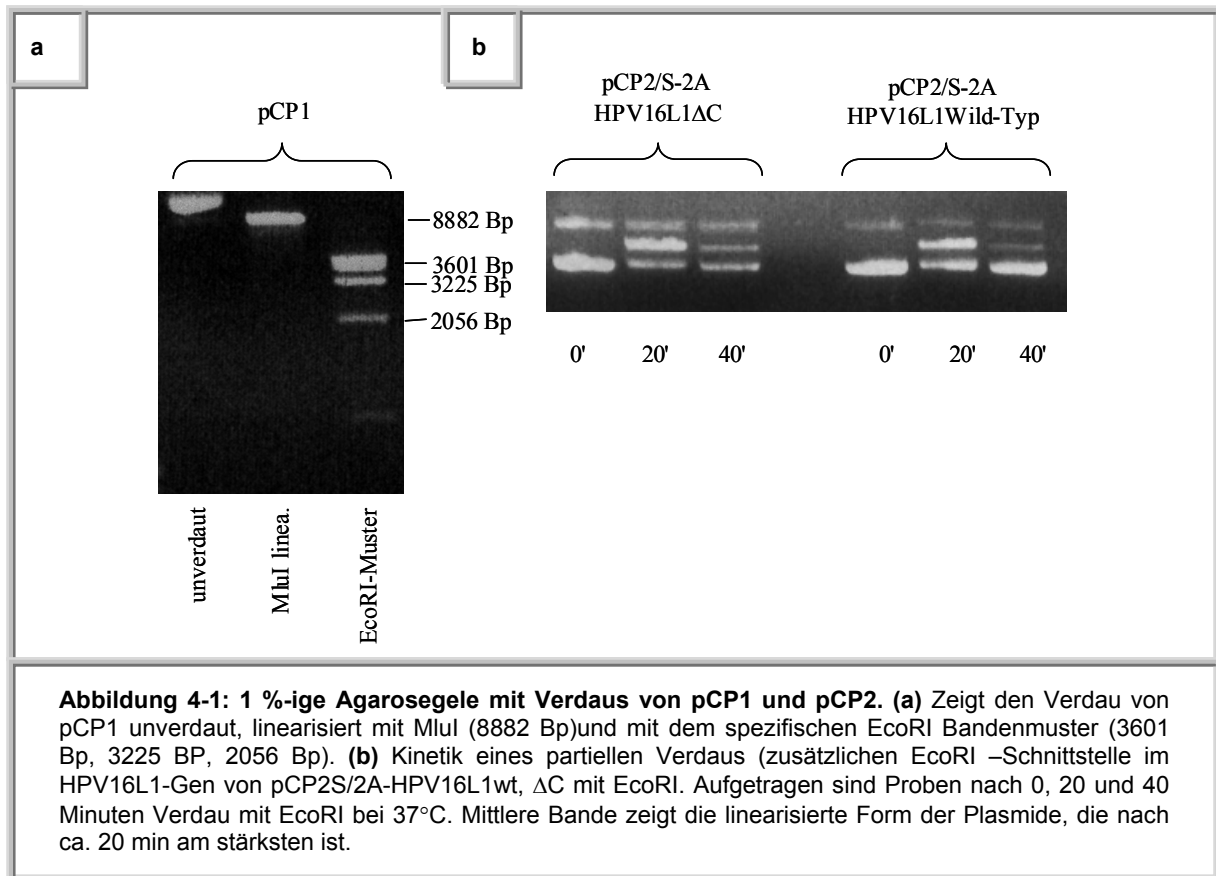 a
b
pCP1
pCP2/S-2A
HPV16L1ΔC
pCP2/S-2A
HPV16L1Wild-Typ
8882 Bp
3601 Bp
3225 Bp
2056 Bp
0' 20' 40' 0' 20' 40'
unverdaut
MluI linea.
EcoRI-Muster
Abbildung 4-1: 1 %-ige Agarosegele mit Verdaus von pCP1 und pCP2. (a) Zeigt den Verdau von
pCP1 unverdaut, linearisiert mit MluI (8882 Bp)und mit dem spezifischen EcoRI Bandenmuster (3601
Bp, 3225 BP, 2056 Bp). (b) Kinetik eines partiellen Verdaus (zusätzlichen EcoRI –Schnittstelle im
HPV16L1-Gen von pCP2S/2A-HPV16L1wt, ΔC mit EcoRI. Aufgetragen sind Proben nach 0, 20 und 40
Minuten Verdau mit EcoRI bei 37°C. Mittlere Bande zeigt die linearisierte Form der Plasmide, die nach
ca. 20 min am stärksten ist.